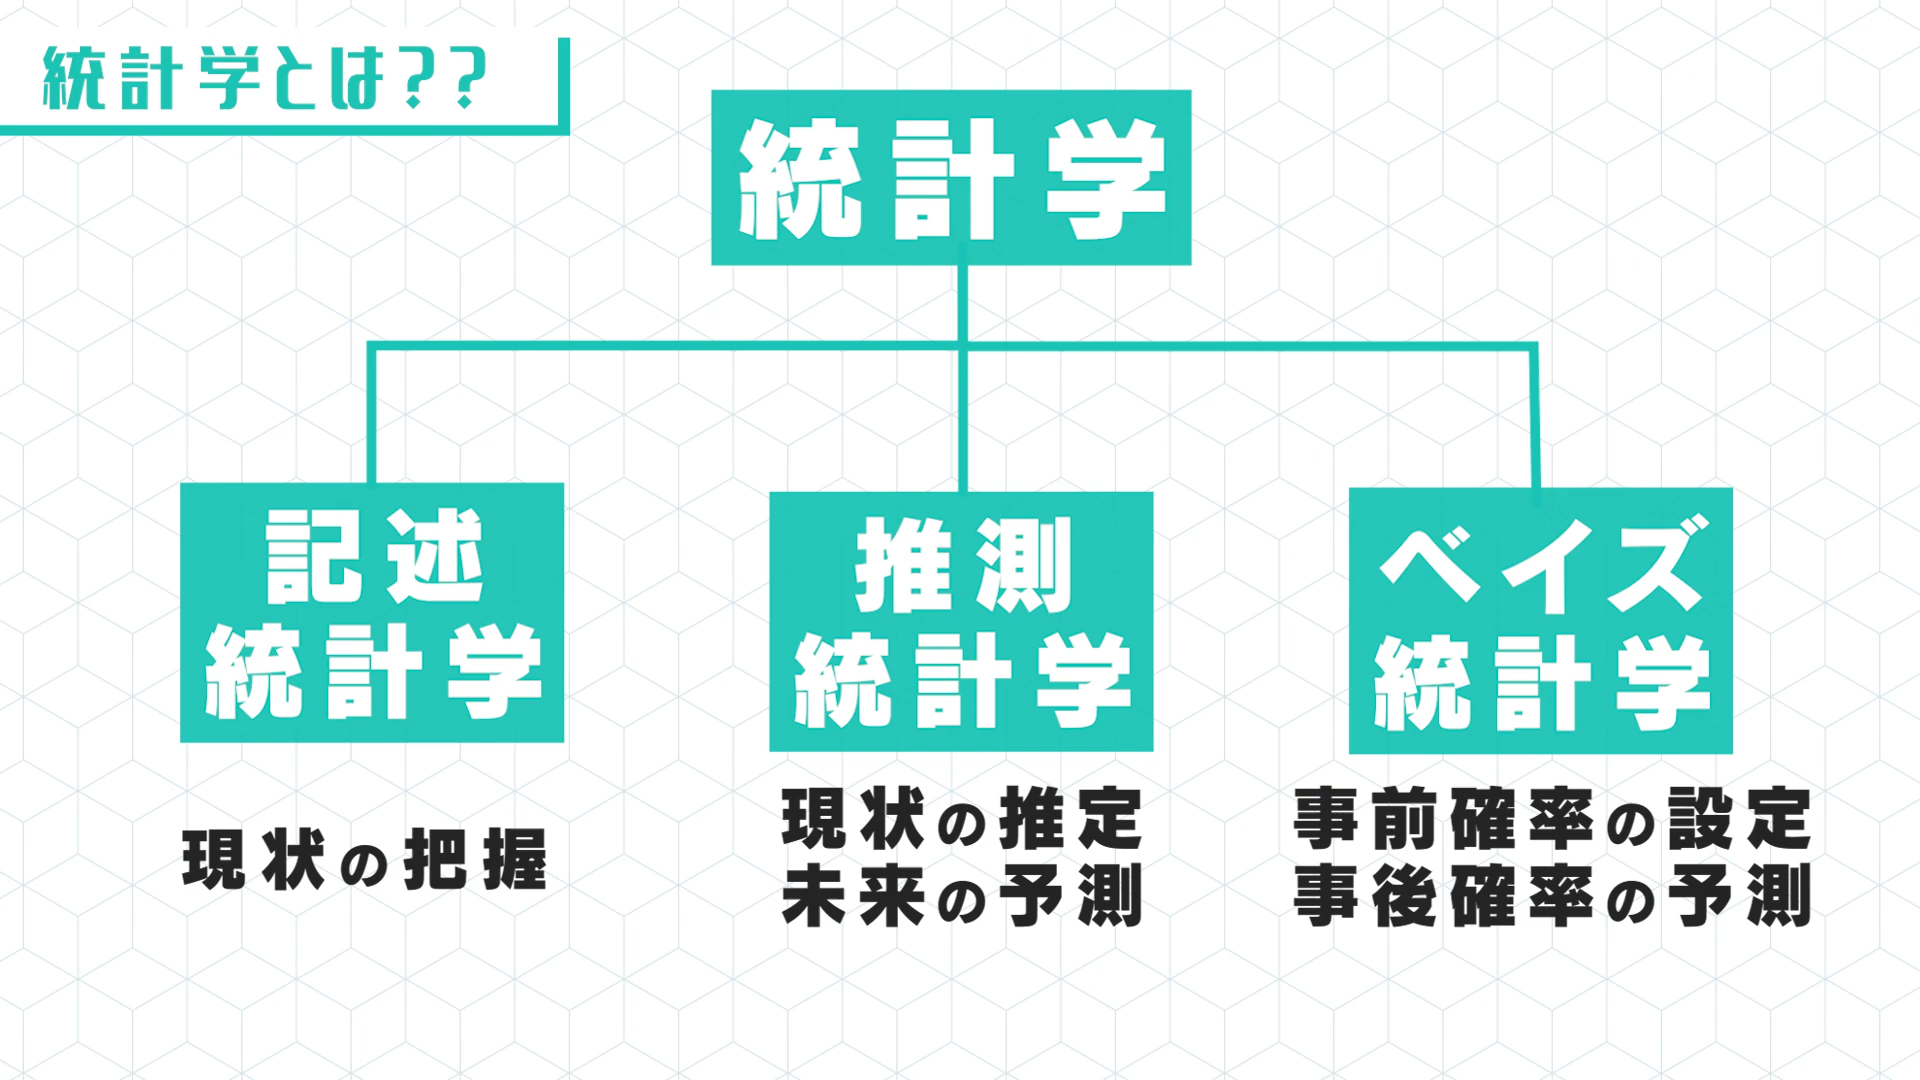 統計学とは??
統計学
記述
統計学
現状の把握
推測
統計学
現状の推定
未来の予測
ベイズ
統計学
事前確率の設定
事後確率の予測